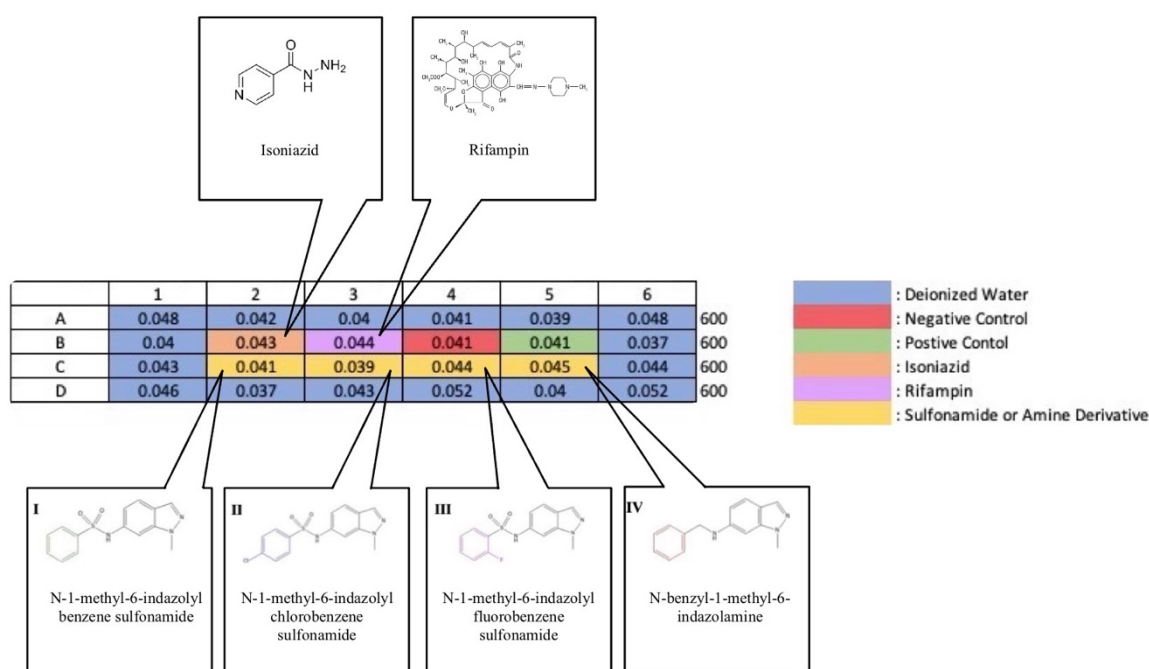 Isoniazid
Rifampin
1 2 3 4 5 6
A 0.048 0.042 0.04 0.041 0.039 0.048 600
B 0.04 0.043 0.044 0.041 0.041 0.037 600
C 0.043 0.041 0.039 0.044 0.045 0.044 600
D 0.046 0.037 0.043 0.052 0.04 0.052 600
: Deionized Water
: Negative Control
: Postive Contol
: Isoniazid
: Rifampin
: Sulfonamide or Amine Derivative
I
N-1-methyl-6-indazolyl
benzene sulfonamide
II
N-1-methyl-6-indazolyl
chlorobenzene
sulfonamide
III
N-1-methyl-6-indazolyl
fluorobenzene
sulfonamide
IV
N-benzyl-1-methyl-6-
indazolamine